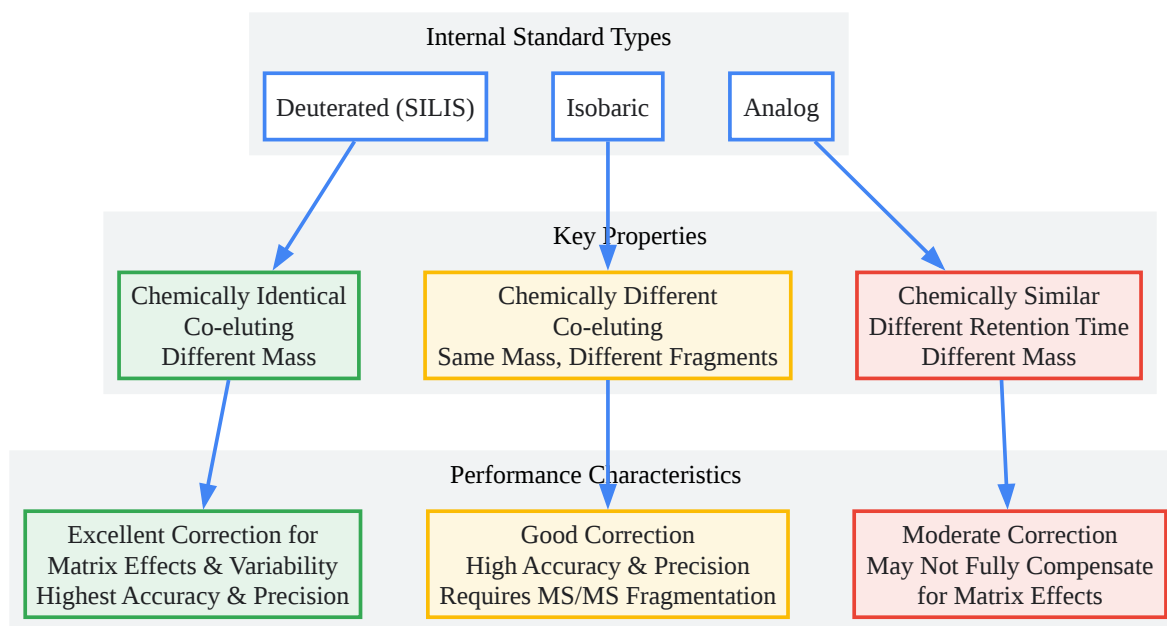 Internal Standard Types
Deuterated (SILIS)
Isobaric
Analog
Key Properties
Chemically Identical
Co-eluting
Different Mass
Chemically Different
Co-eluting
Same Mass, Different Fragments
Chemically Similar
Different Retention Time
Different Mass
Performance Characteristics
Excellent Correction for
Matrix Effects & Variability
Highest Accuracy & Precision
Good Correction
High Accuracy & Precision
Requires MS/MS Fragmentation
Moderate Correction
May Not Fully Compensate
for Matrix Effects